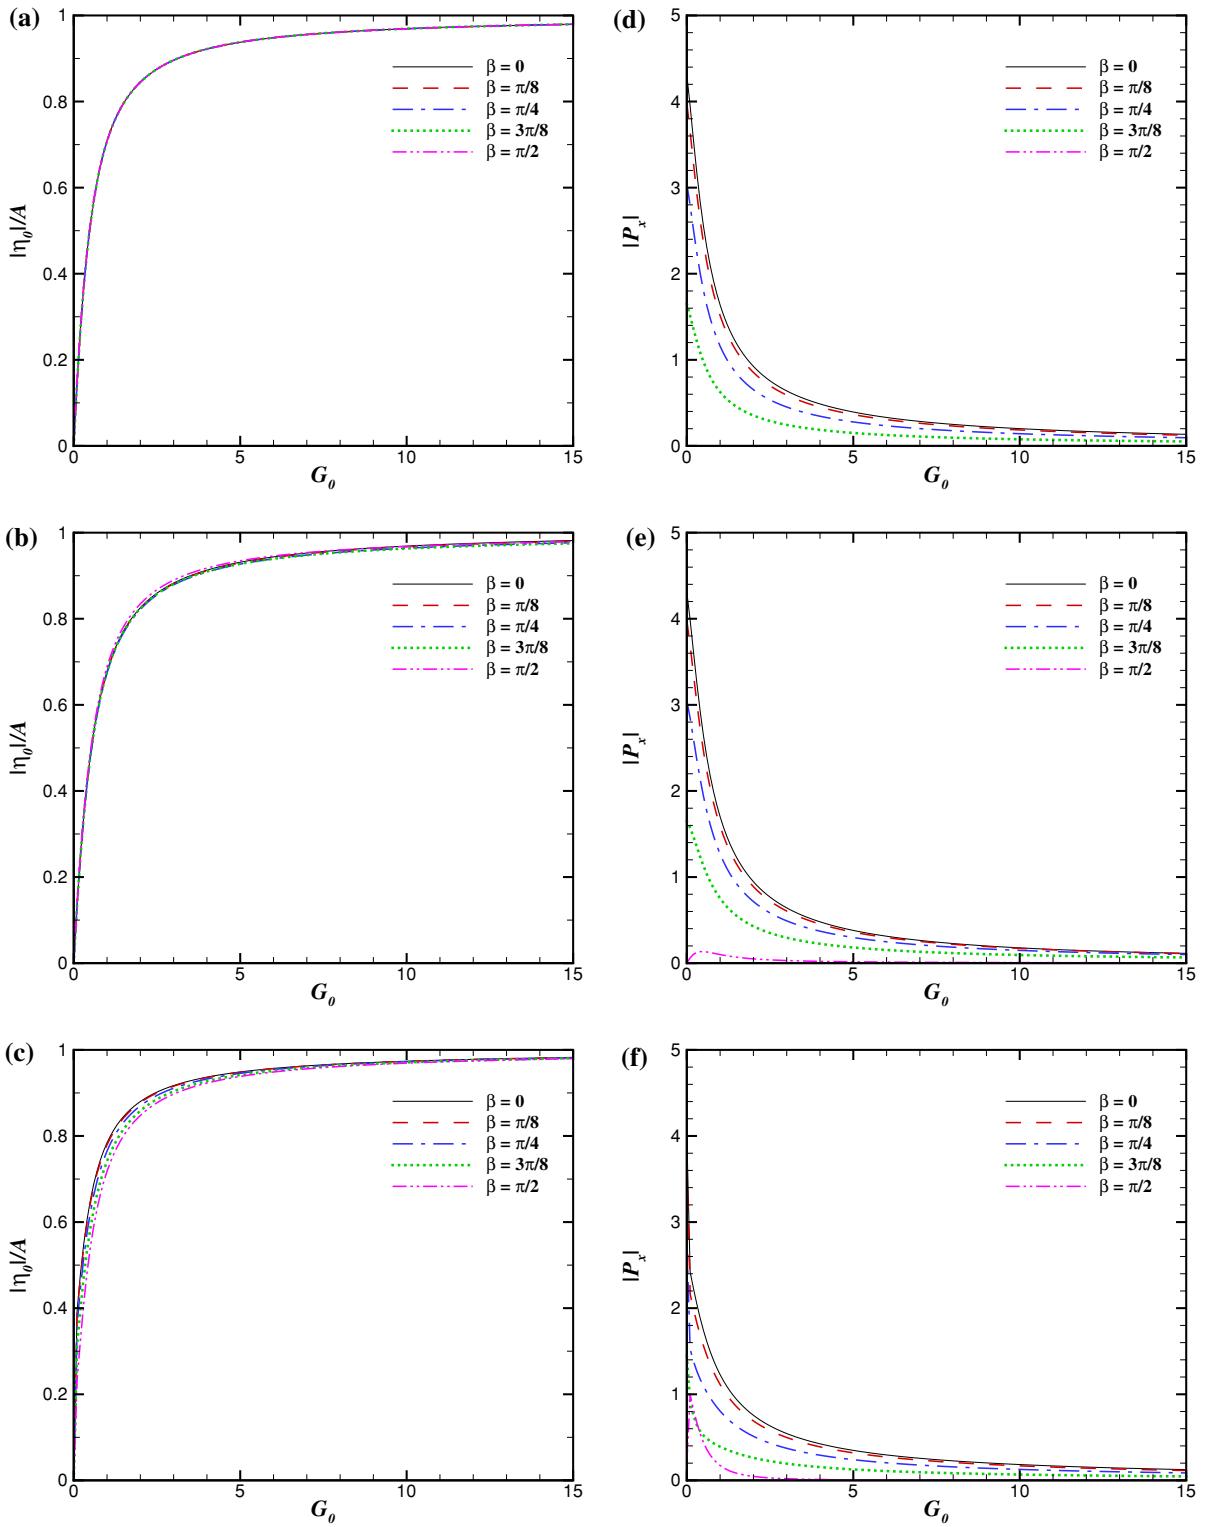 (a)
1
0.8
0.6
0.4
0.2
0
0
5
10
15
|η₀|/A
G₀
β = 0
β = π/8
β = π/4
β = 3π/8
β = π/2
(d)
5
4
3
2
1
0
0
5
10
15
|Pₓ|
G₀
β = 0
β = π/8
β = π/4
β = 3π/8
β = π/2
(b)
1
0.8
0.6
0.4
0.2
0
0
5
10
15
|η₀|/A
G₀
β = 0
β = π/8
β = π/4
β = 3π/8
β = π/2
(e)
5
4
3
2
1
0
0
5
10
15
|Pₓ|
G₀
β = 0
β = π/8
β = π/4
β = 3π/8
β = π/2
(c)
1
0.8
0.6
0.4
0.2
0
0
5
10
15
|η₀|/A
G₀
β = 0
β = π/8
β = π/4
β = 3π/8
β = π/2
(f)
5
4
3
2
1
0
0
5
10
15
|Pₓ|
G₀
β = 0
β = π/8
β = π/4
β = 3π/8
β = π/2